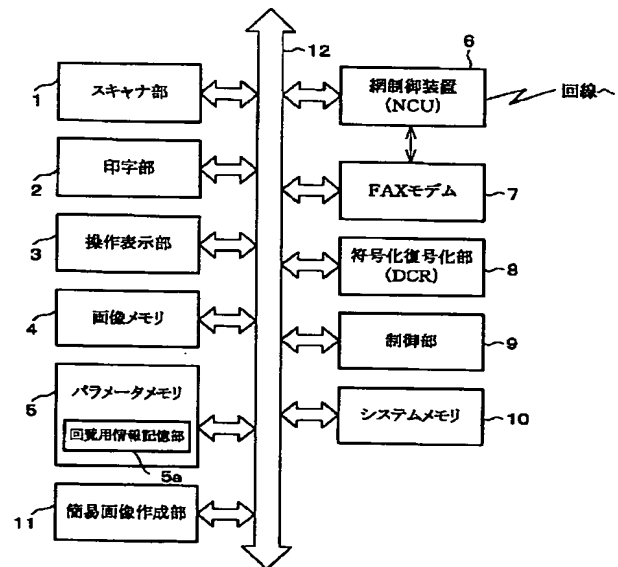 12
6
1
スキャナ部
網制御装置
(NCU)
回線へ
2
印字部
FAXモデム
7
3
操作表示部
符号化復号化部
(DCR)
8
4
画像メモリ
制御部
9
5
パラメータメモリ
回覧用情報記憶部
5a
システムメモリ
10
11
簡易画像作成部